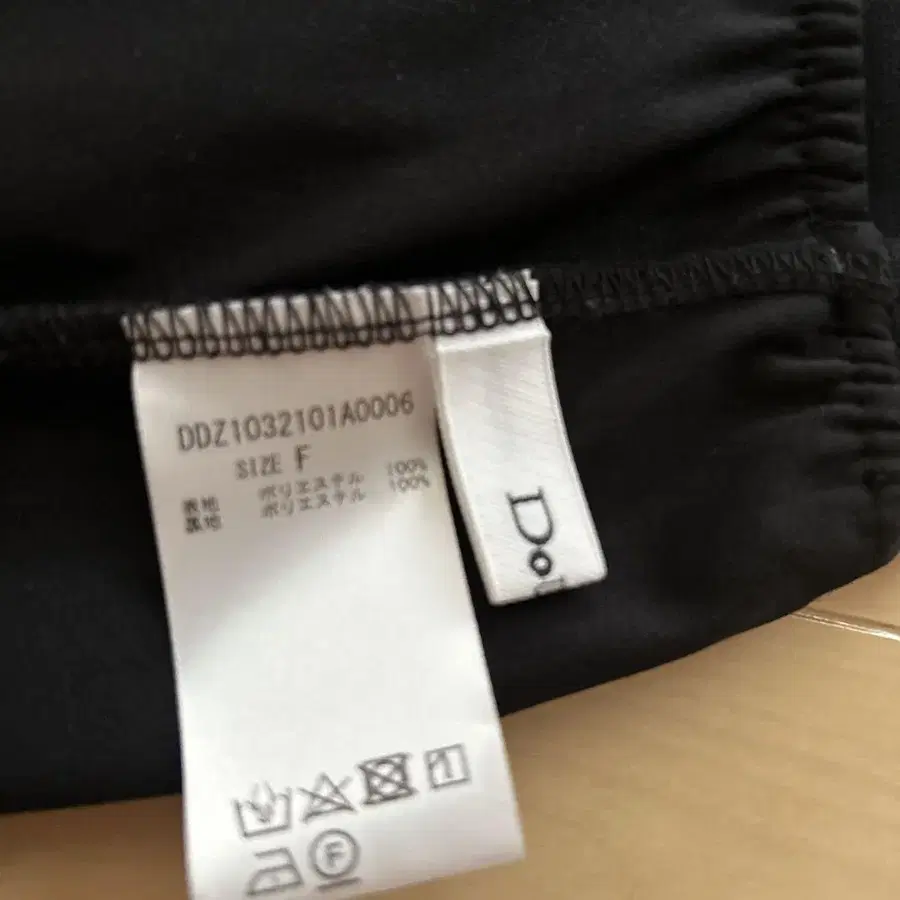 DDZ1032101A0006
SIZE F
表地 ポリエステル 100%
裏地 ポリエステル 100%
Do
F